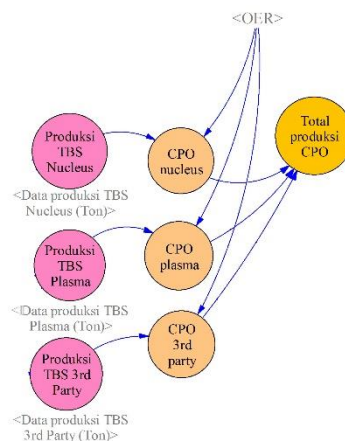 <OER>
Total
produksi
CPO
Produksi
TBS
Nucleus
CPO
nucleus
<Data produksi TBS
Nucleus (Ton)>
Produksi
TBS
Plasma
CPO
plasma
<Data produksi TBS
Plasma (Ton)>
CPO
3rd
party
Produksi
TBS 3rd
Party
<Data produksi TBS
3rd Party (Ton)>